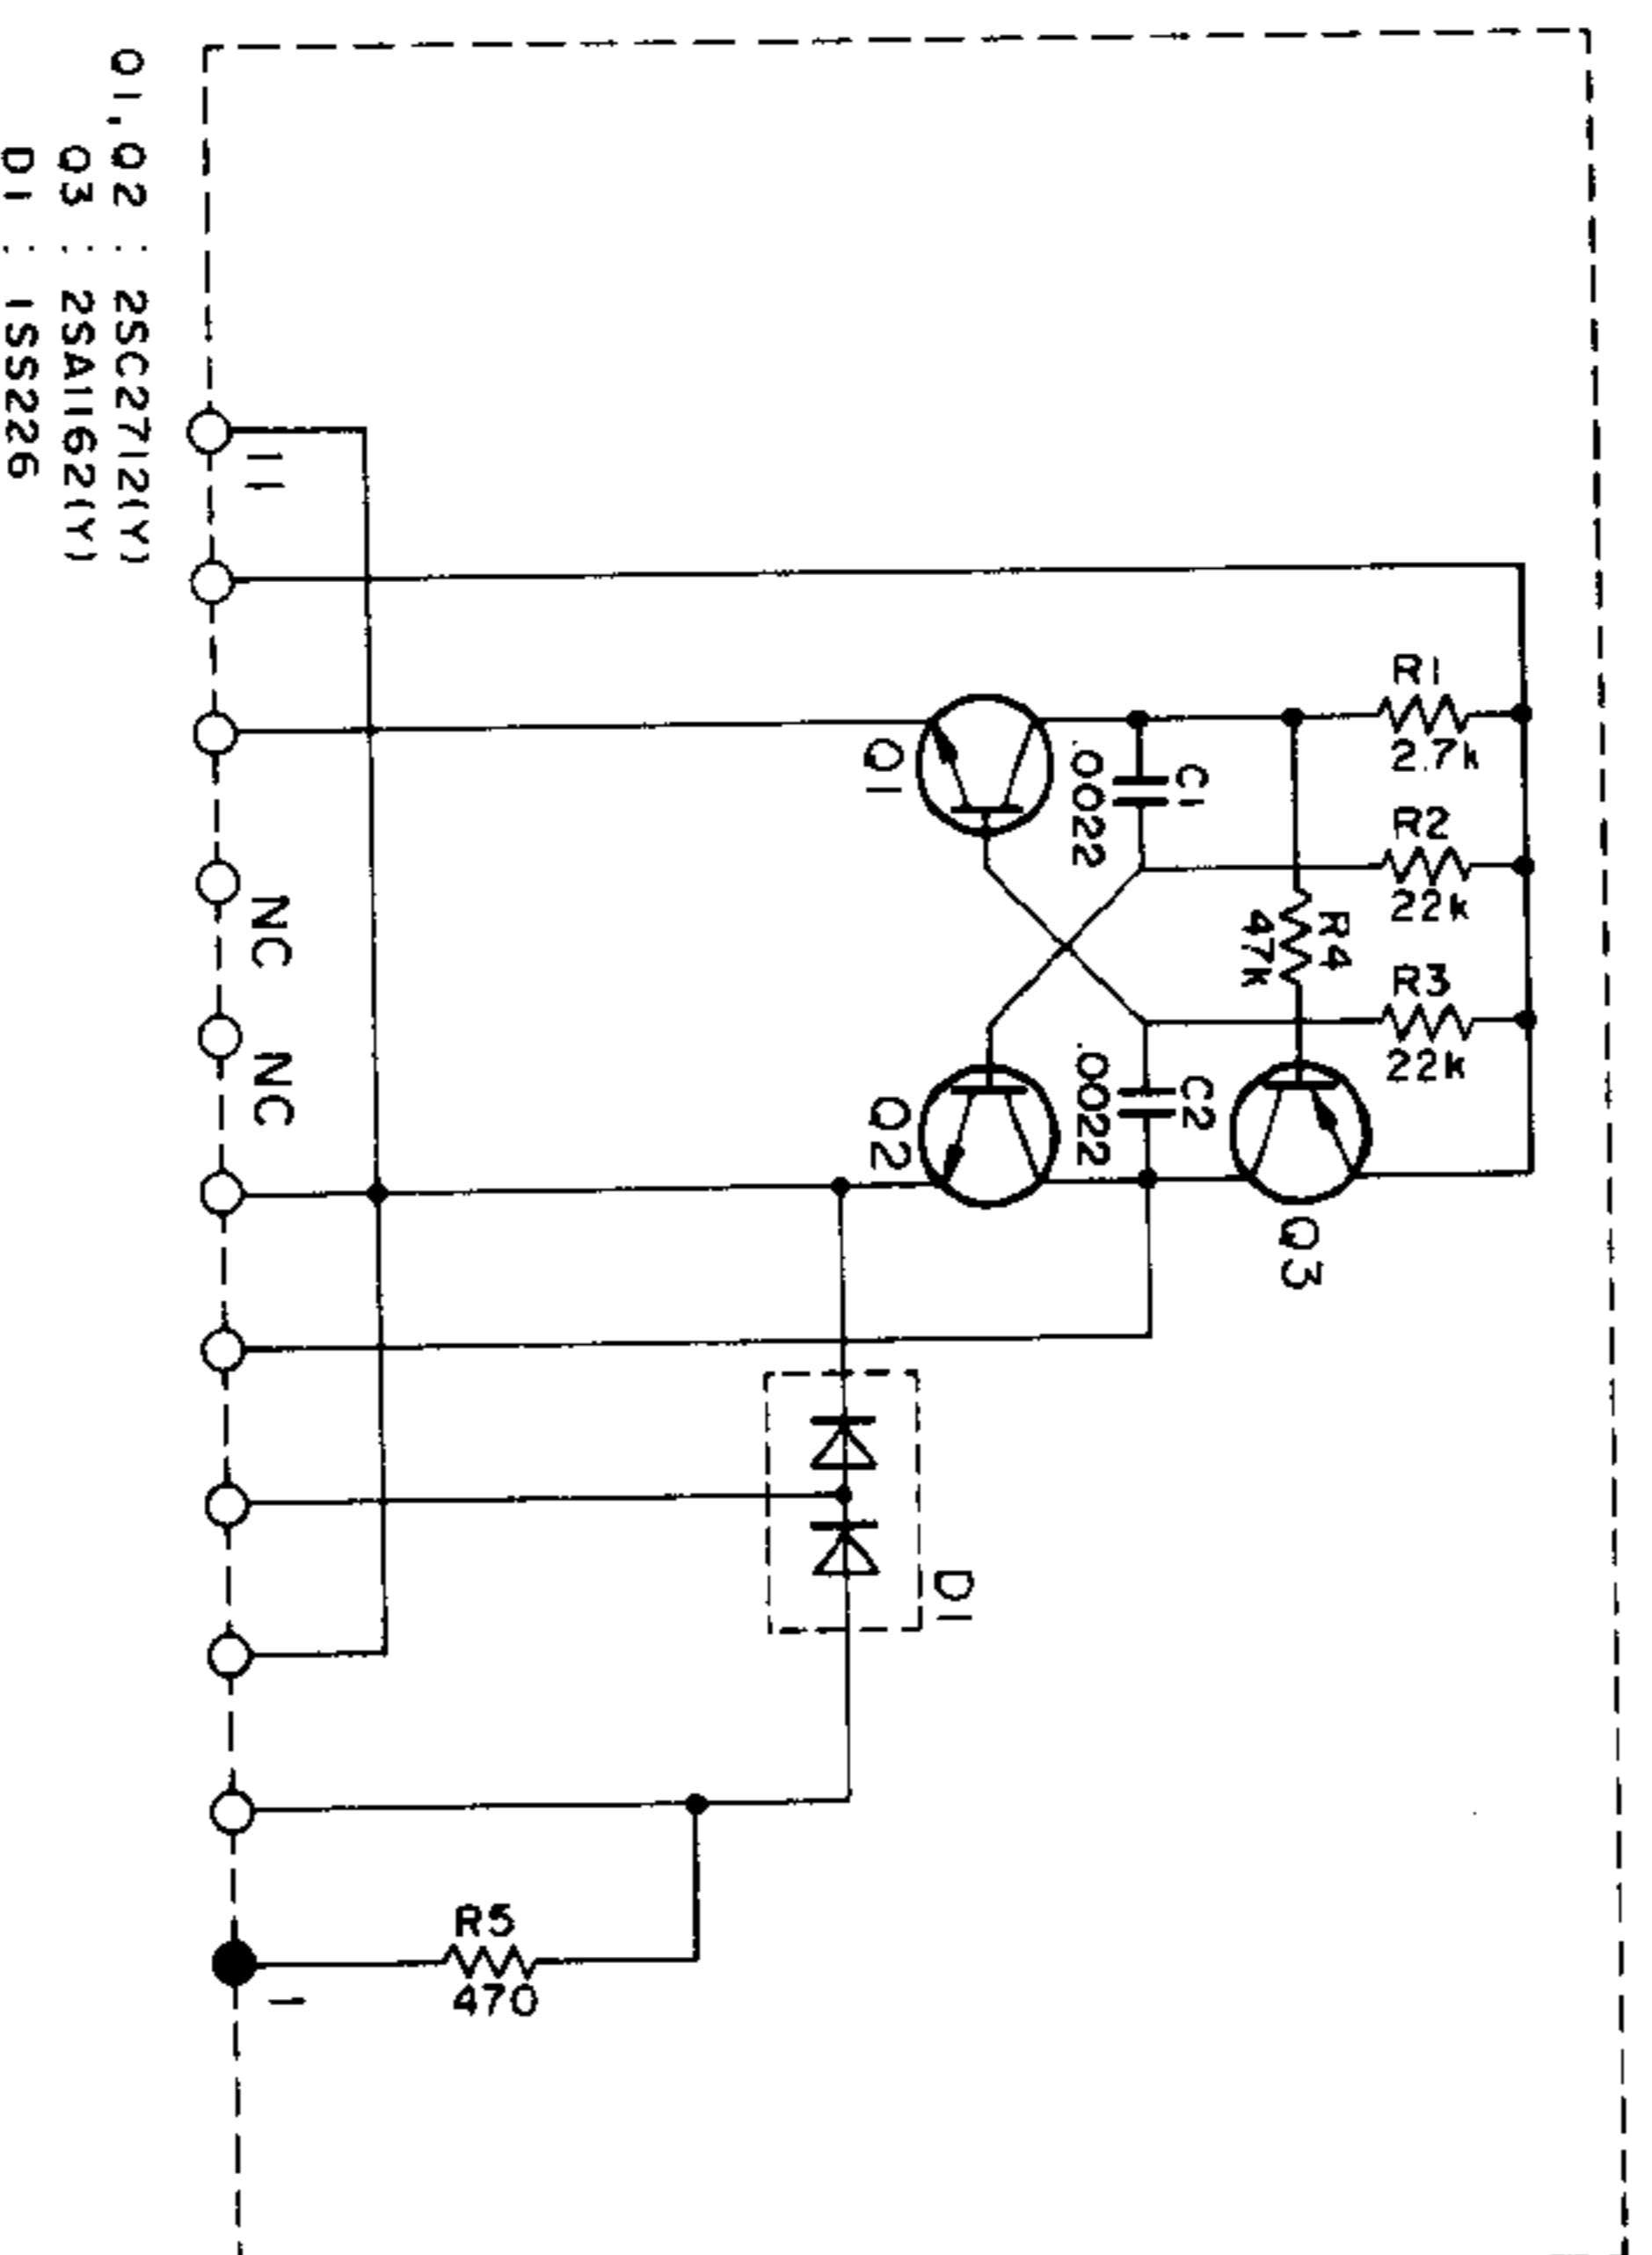 Q1, Q2 : 2SC2712(Y)
Q3 : 2SA1162(Y)
D1 : 1SS226
11
R1
2.7k
Q1
.0022
C1
R2
22k
NC
R4
47k
R3
22k
NC
Q2
.0022
C2
Q3
D1
R5
470
1